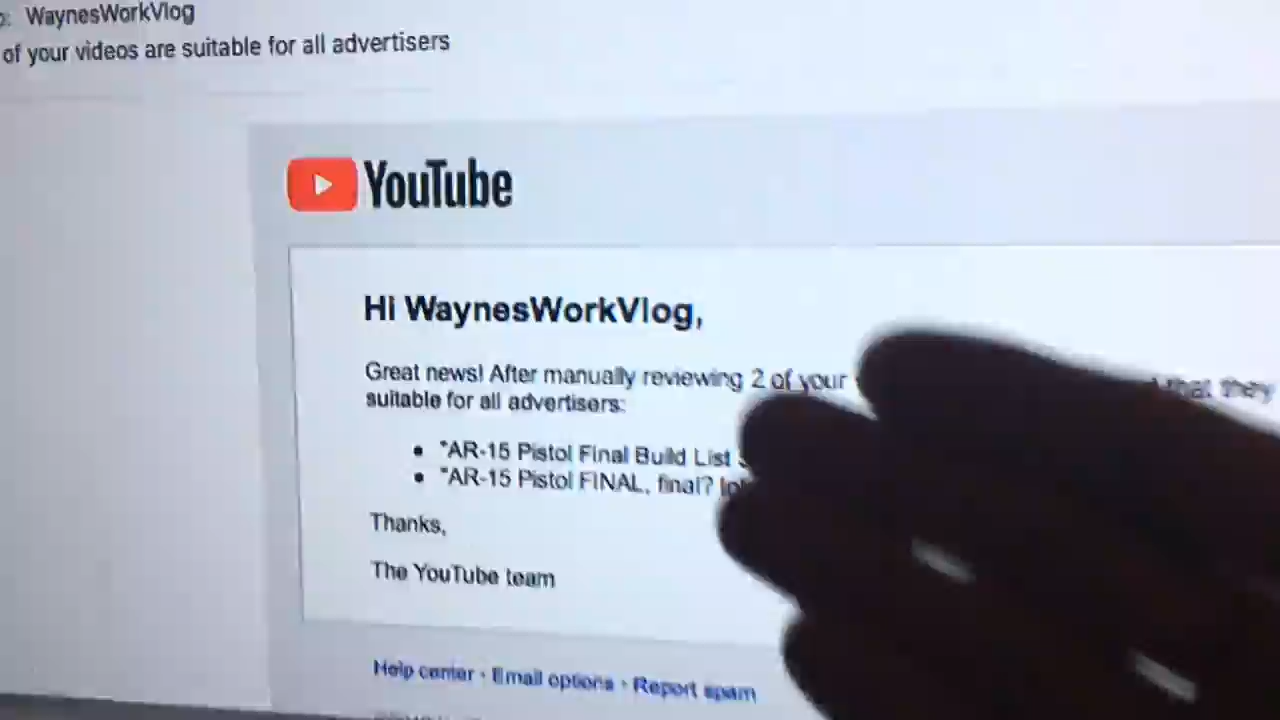 WaynesWorkVlog
of your videos are suitable for all advertisers
YouTube
Hi WaynesWorkVlog,
Great news! After manually reviewing 2 of your that they
suitable for all advertisers:
• "AR-15 Pistol Final Build List
• "AR-15 Pistol FINAL, final?
Thanks,
The YouTube team
Help center • Email options • Report spam